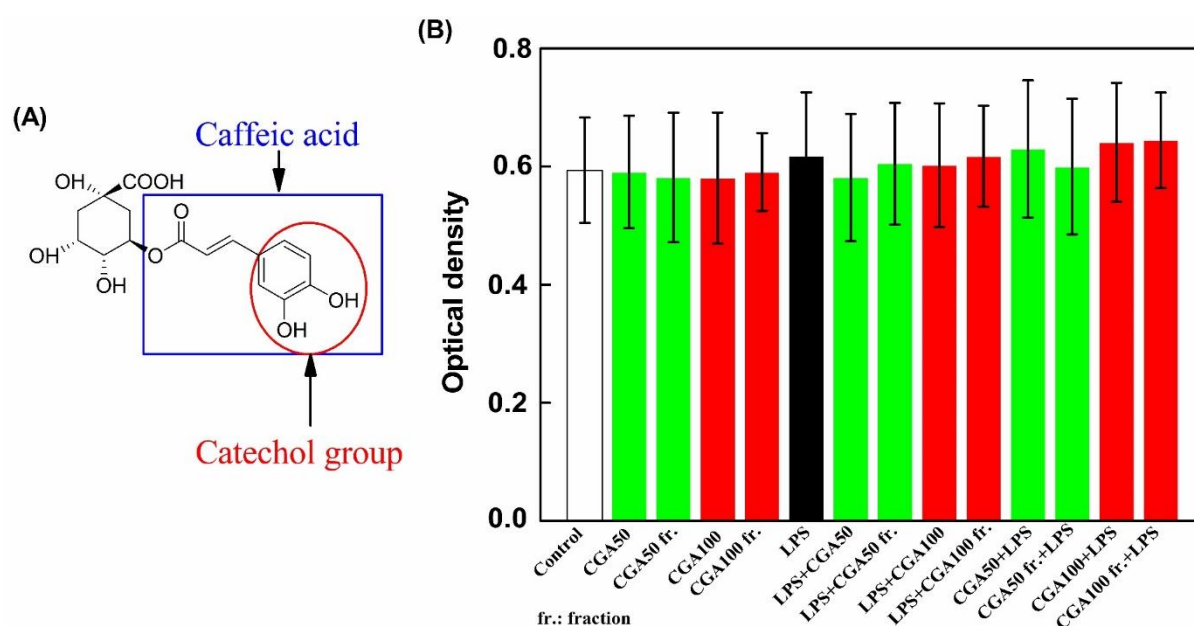 (A)
Caffeic acid
OH
COOH
O
OH
O
OH
OH
OH
Catechol group
(B)
Optical density
0.8
0.6
0.4
0.2
0.0
Control
CGA50
CGA50 fr.
CGA100
CGA100 fr.
LPS
LPS+CGA50
LPS+CGA50 fr.
LPS+CGA100
LPS+CGA100 fr.
CGA50+LPS
CGA50 fr.+LPS
CGA100+LPS
CGA100 fr.+LPS
fr.: fraction